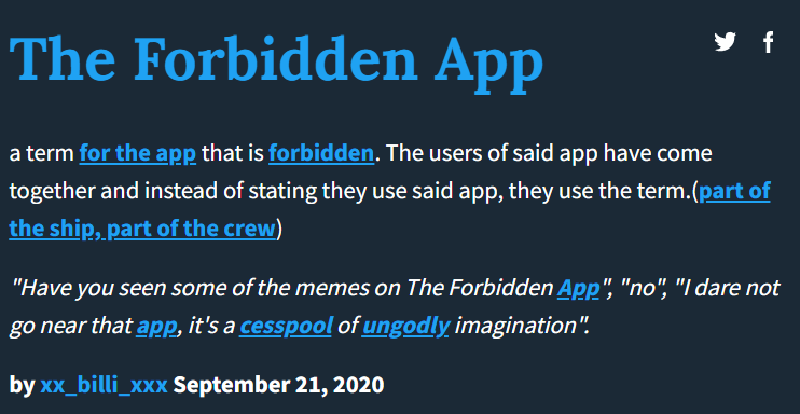 The Forbidden App
a term for the app that is forbidden. The users of said app have come
together and instead of stating they use said app, they use the term.(part of
the ship, part of the crew)
"Have you seen some of the memes on The Forbidden App", "no", "I dare not
go near that app, it's a cesspool of ungodly imagination".
by xx_billi_xxx September 21, 2020